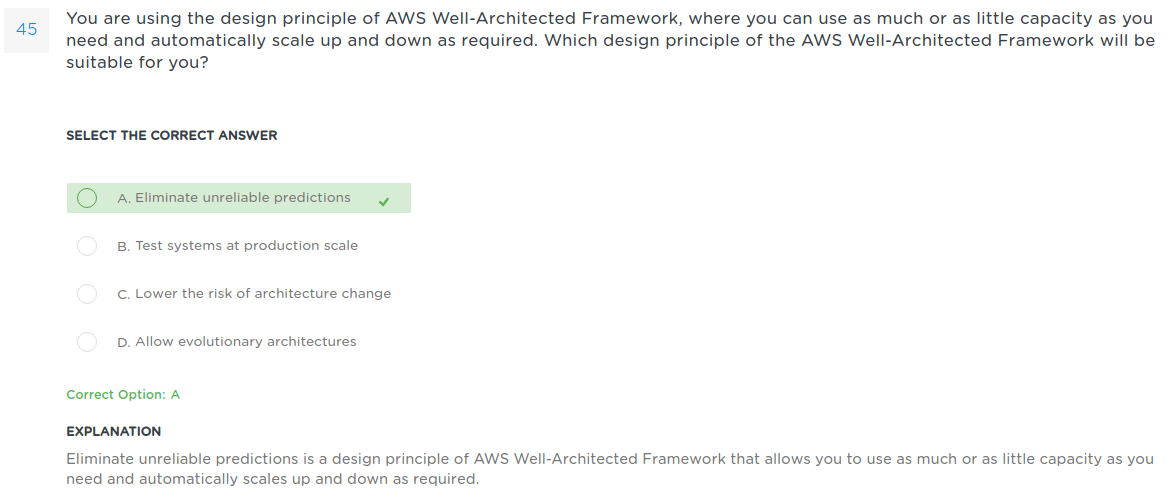 45
You are using the design principle of AWS Well-Architected Framework, where you can use as much or as little capacity as you
need and automatically scale up and down as required. Which design principle of the AWS Well-Architected Framework will be
suitable for you?
SELECT THE CORRECT ANSWER
A. Eliminate unreliable predictions
B. Test systems at production scale
C. Lower the risk of architecture change
D. Allow evolutionary architectures
Correct Option: A
EXPLANATION
Eliminate unreliable predictions is a design principle of AWS Well-Architected Framework that allows you to use as much or as little capacity as you
need and automatically scales up and down as required.